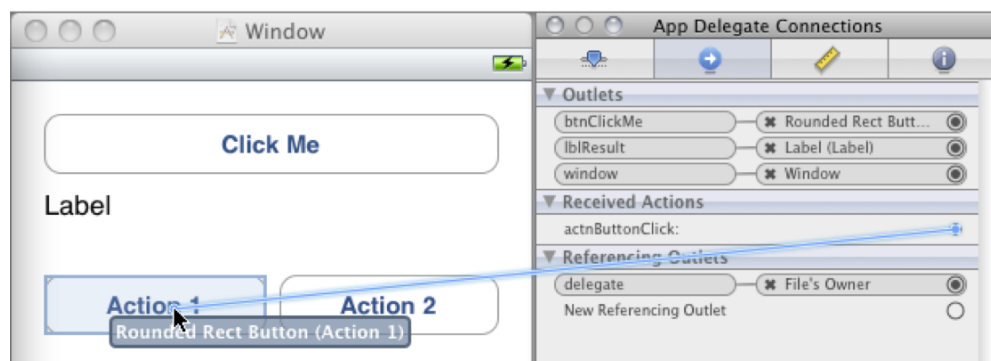 Window
Click Me
Label
Action 1
Action 2
Rounded Rect Button (Action 1)
App Delegate Connections
Outlets
btnClickMe
Rounded Rect Butt...
lblResult
Label (Label)
window
Window
Received Actions
actnButtonClick:
Referencing Outlets
delegate
File's Owner
New Referencing Outlet